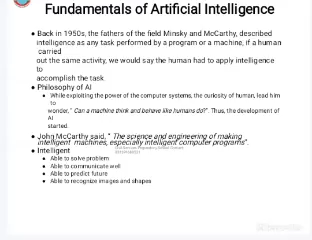 Fundamentals of Artificial Intelligence
● Back in 1950s, the fathers of the field Minsky and McCarthy, described
intelligence as any task performed by a program or a machine, if a human
carried
out the same activity, we would say the human had to apply intelligence
to
accomplish the task.
● Philosophy of AI
● While exploiting the power of the computer systems, the curiosity of human, lead him
to
wonder, " Can a machine think and behave like humans do?". Thus, the development of
AI
started.
● John McCarthy said, " The science and engineering of making
intelligent machines, especially intelligent computer programs".
● Intelligent
● Able to solve problem
● Able to communicate well
● Able to predict future
● Able to recognize images and shapes